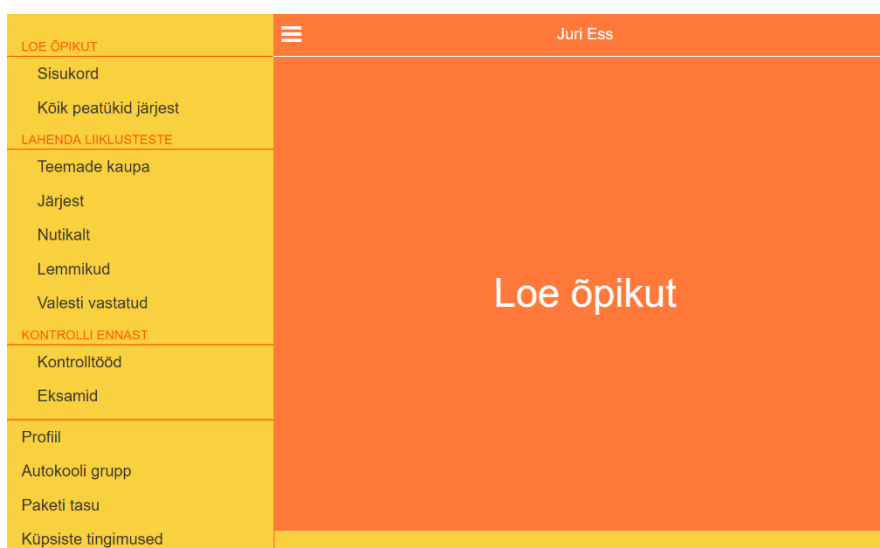 LOE ÕPIKUT
Sisukord
Kõik peatükid järjest
LAHENDA LIIKLUSTESTE
Teemade kaupa
Järjest
Nutikalt
Lemmikud
Valesti vastatud
KONTROLLI ENNAST
Kontrolltööd
Eksamid
Profiil
Autokooli grupp
Paketi tasu
Küpsiste tingimused
Juri Ess
Loe õpikut